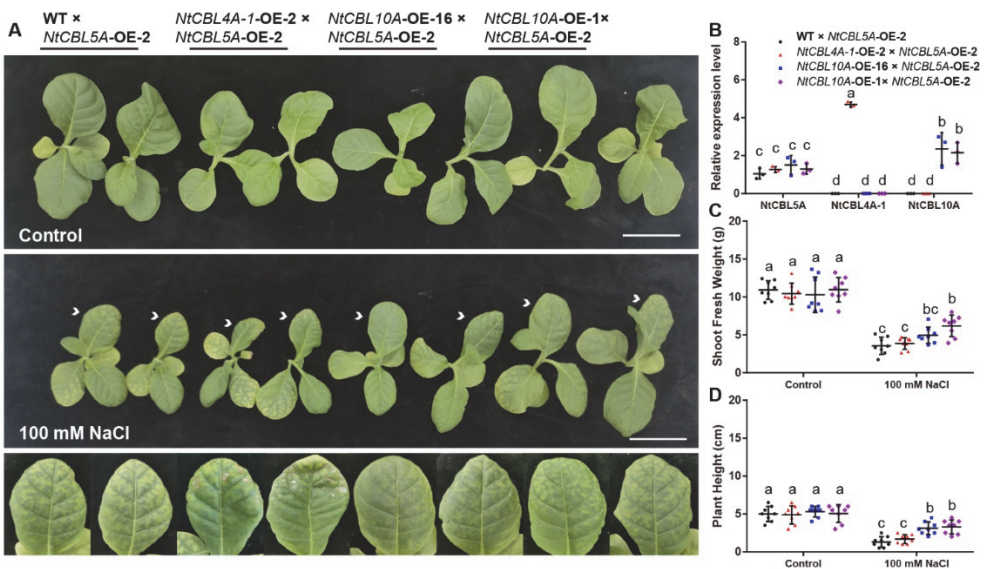 A
WT ×
NtCBL5A-OE-2
NtCBL4A-1-OE-2 ×
NtCBL5A-OE-2
NtCBL10A-OE-16 ×
NtCBL5A-OE-2
NtCBL10A-OE-1×
NtCBL5A-OE-2
Control
100 mM NaCl
B
WT × NtCBL5A-OE-2
NtCBL4A-1-OE-2 × NtCBL5A-OE-2
NtCBL10A-OE-16 × NtCBL5A-OE-2
NtCBL10A-OE-1× NtCBL5A-OE-2
Relative expression level
8
6
4
2
0
c c c c
d a d d
d d b b
NtCBL5A NtCBL4A-1 NtCBL10A
C
Shoot Fresh Weight (g)
20
15
10
5
0
a a a a
c c bc b
Control 100 mM NaCl
D
Plant Height (cm)
20
15
10
5
0
a a a a
c c b b
Control 100 mM NaCl